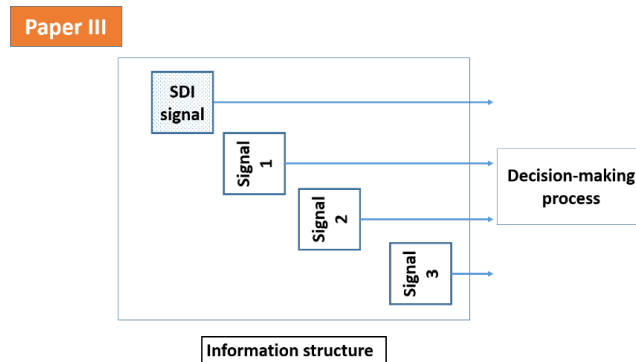 Paper III
SDI
signal
Signal
1
Signal
2
Signal
3
Decision-making
process
Information structure